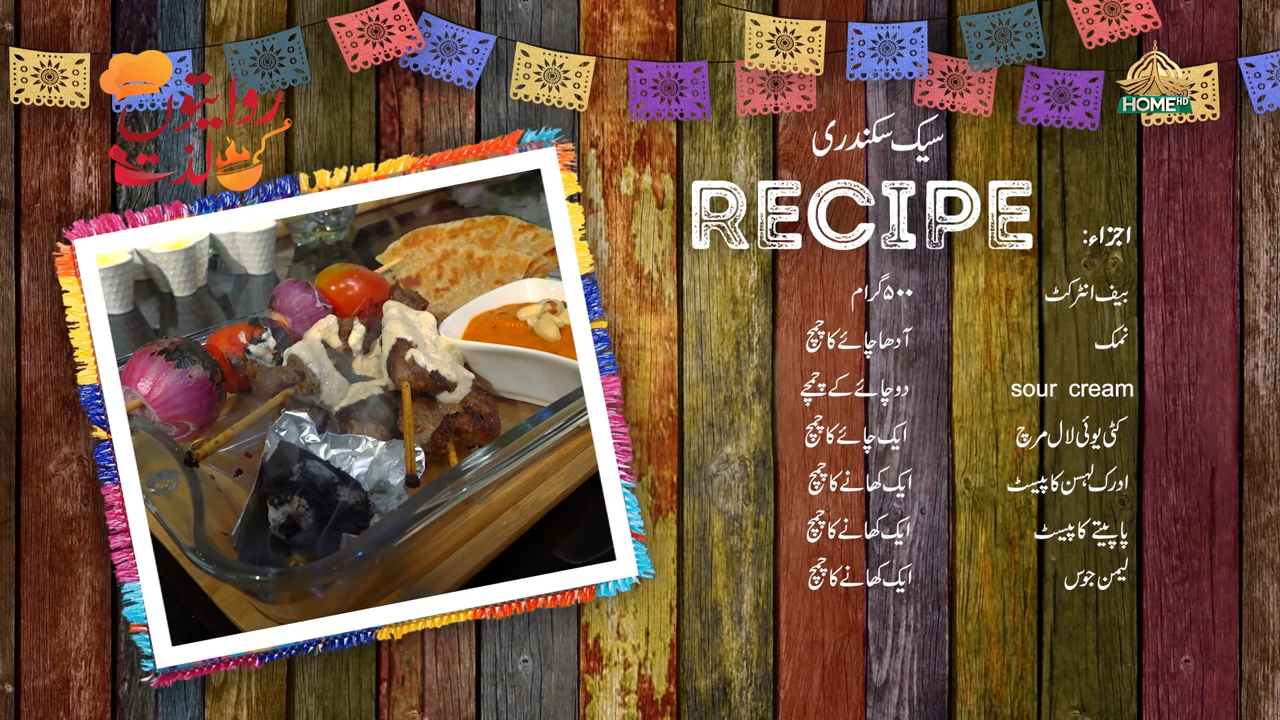 روایتوں
کی لذت
HOME HD
سیک سکندری
RECIPE
اجزاء:
بیف انٹرکٹ ۵۰۰ گرام
نمک آدھا چائے کا چمچ
sour cream دو چائے کے چمچے
کٹی یوئی لال مرچ ایک چائے کا چمچ
ادرک لہسن کا پیسٹ ایک کھانے کا چمچ
پاپیتے کا پیسٹ ایک کھانے کا چمچ
لیمن جوس ایک کھانے کا چمچ